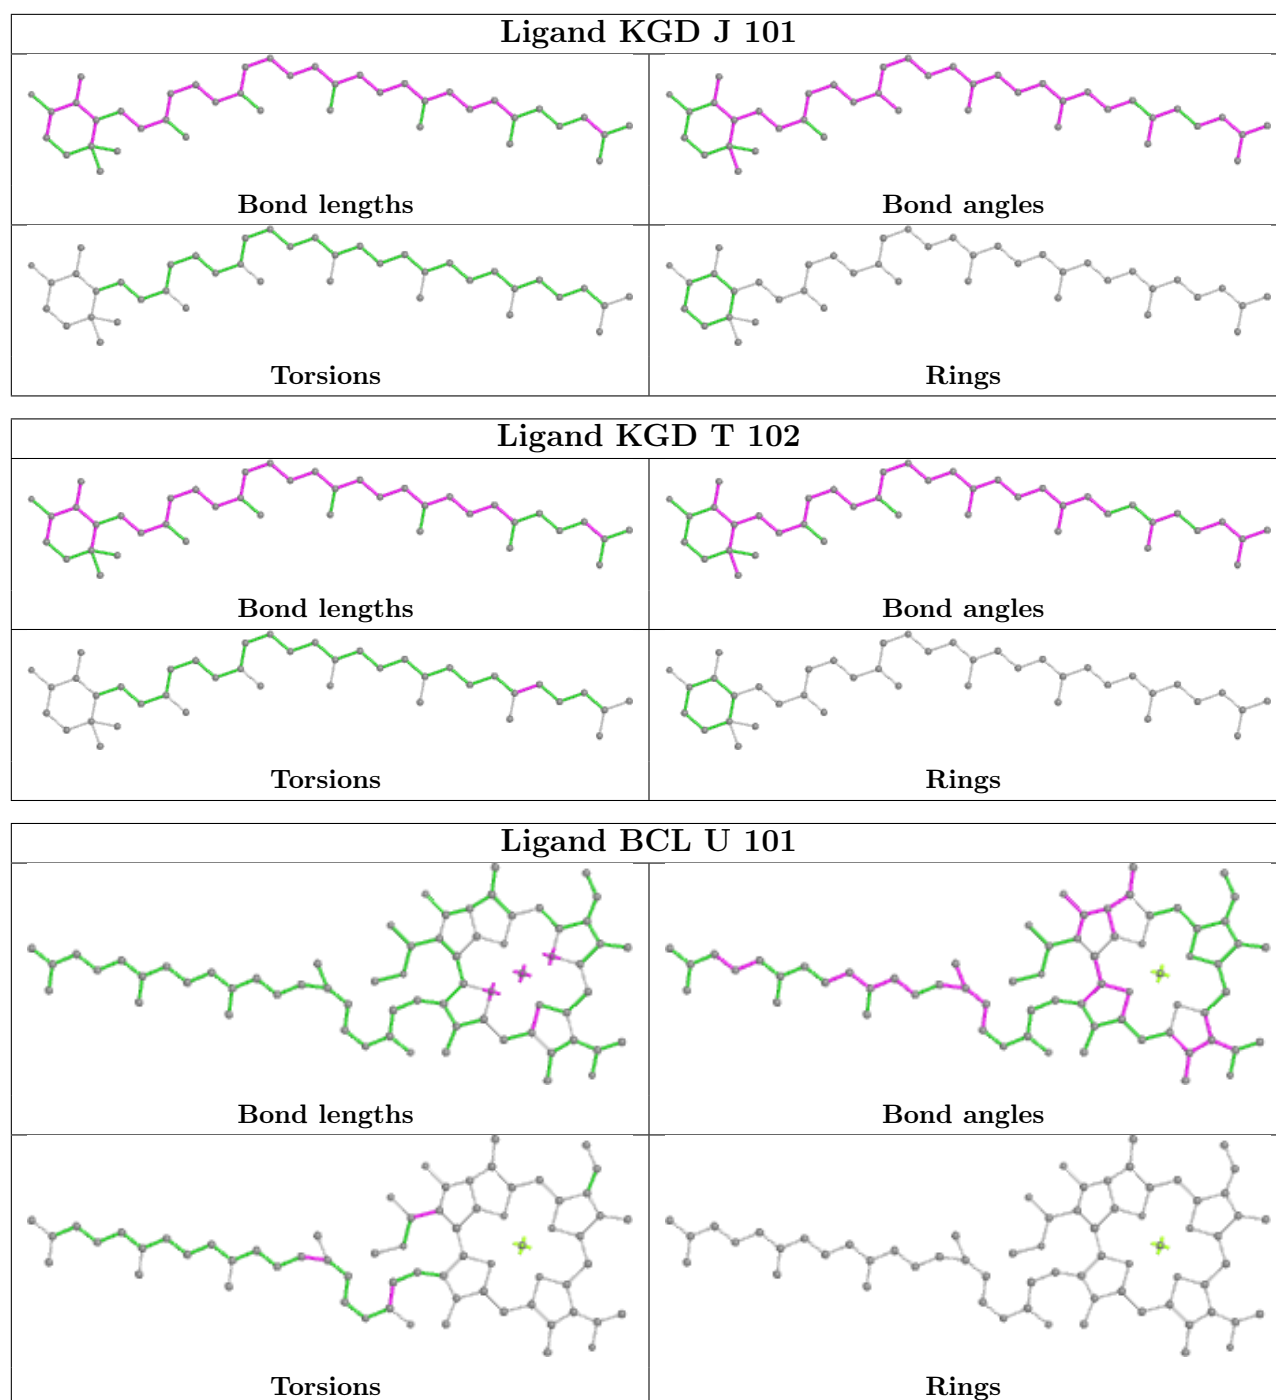 Ligand KGD J 101
Bond lengths
Bond angles
Torsions
Rings
Ligand KGD T 102
Bond lengths
Bond angles
Torsions
Rings
Ligand BCL U 101
Bond lengths
Bond angles
Torsions
Rings